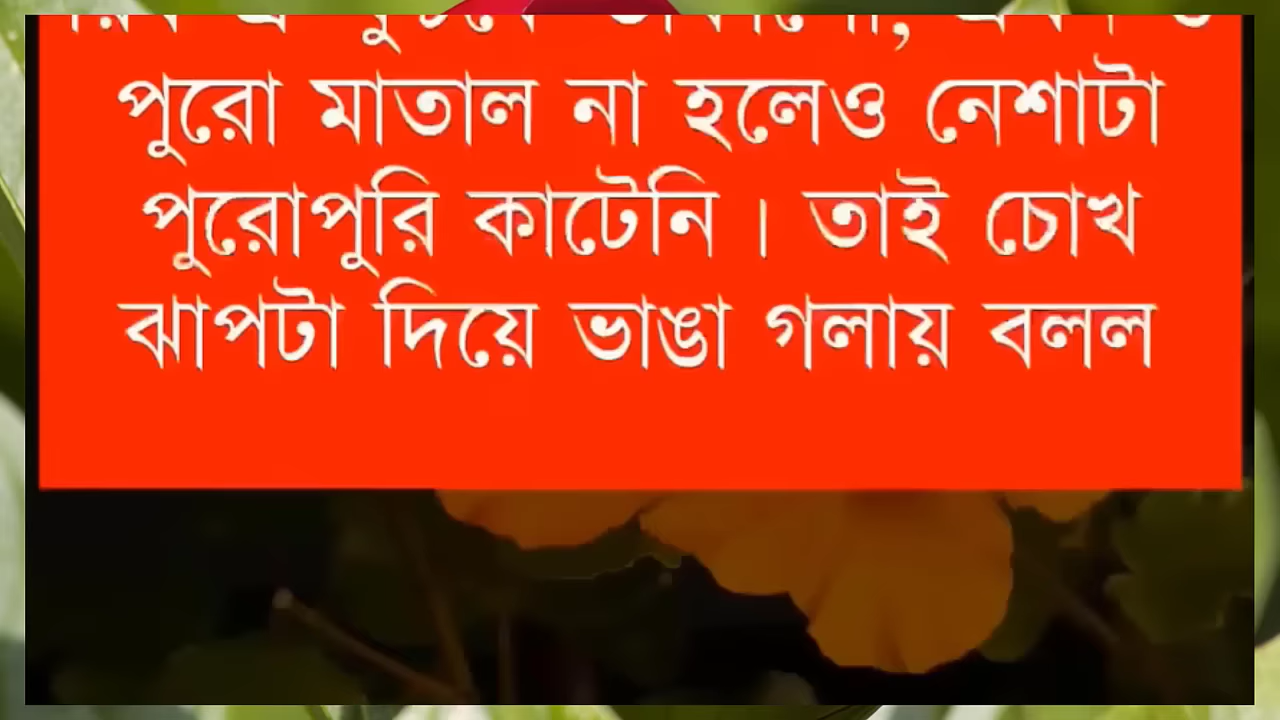 পুরো মাতাল না হলেও নেশাটা
পুরোপুরি কাটেনি। তাই চোখ
ঝাপটা দিয়ে ভাঙা গলায় বলল